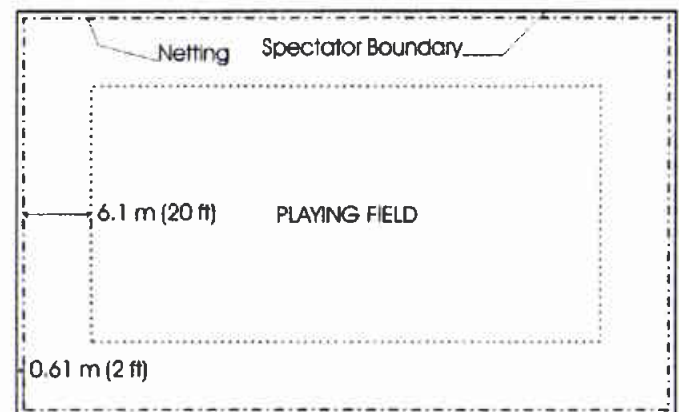 Netting Spectator Boundary
6.1 m (20 ft) PLAYING FIELD
0.61 m (2 ft)